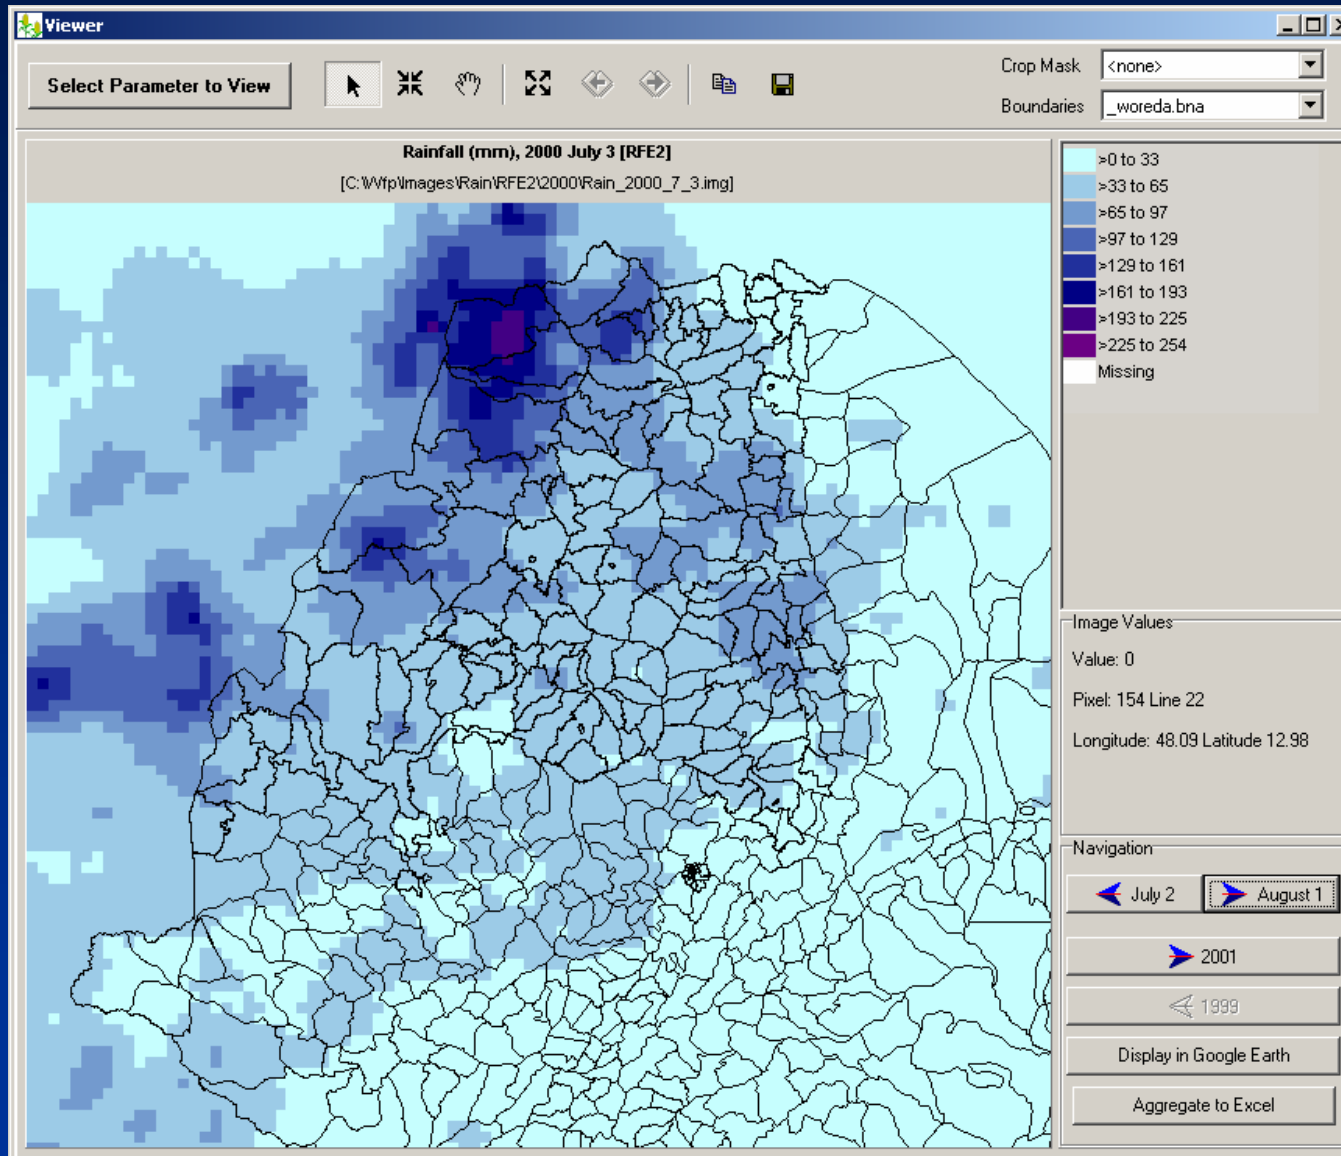 Viewer
Select Parameter to View
Crop Mask <none>
Boundaries _woreda.bna
Rainfall (mm), 2000 July 3 [RFE2]
[C:\Wfp\Images\Rain\RFE2\2000\Rain_2000_7_3.img]
>0 to 33
>33 to 65
>65 to 97
>97 to 129
>129 to 161
>161 to 193
>193 to 225
>225 to 254
Missing
Image Values
Value: 0
Pixel: 154 Line 22
Longitude: 48.09 Latitude 12.98
Navigation
July 2 August 1
2001
1999
Display in Google Earth
Aggregate to Excel